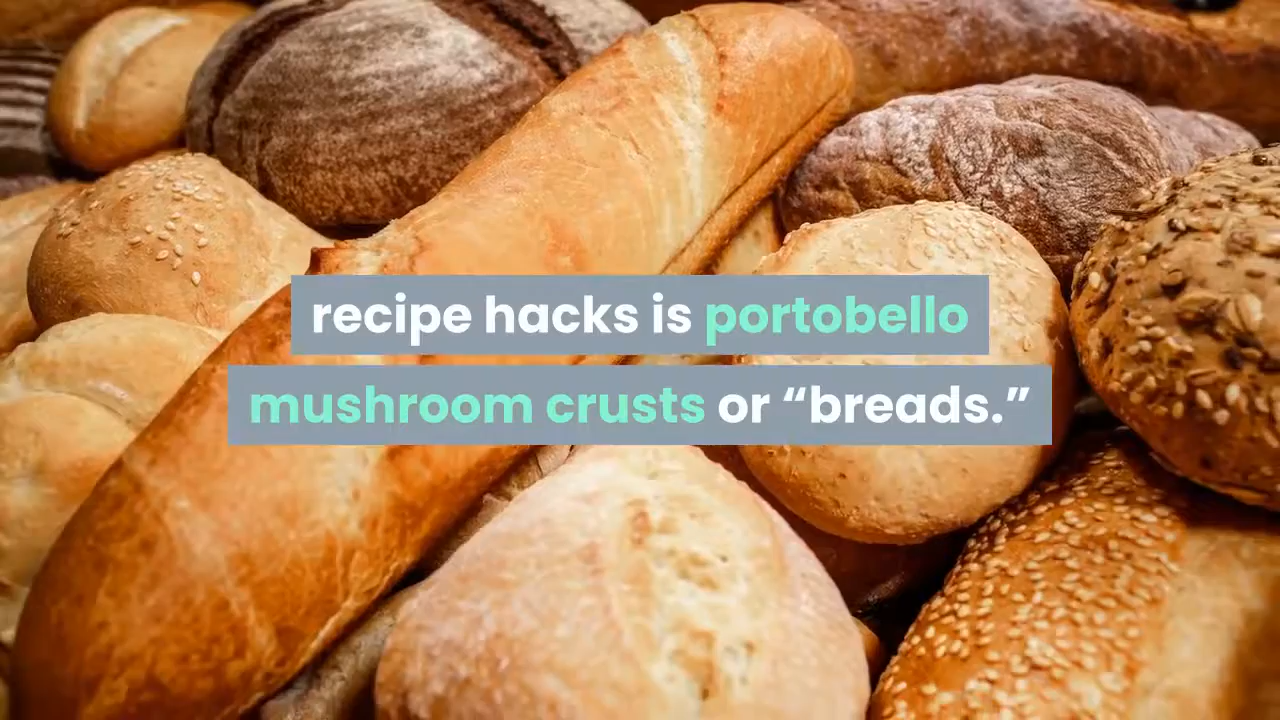 recipe hacks is portobello
mushroom crusts or “breads.”